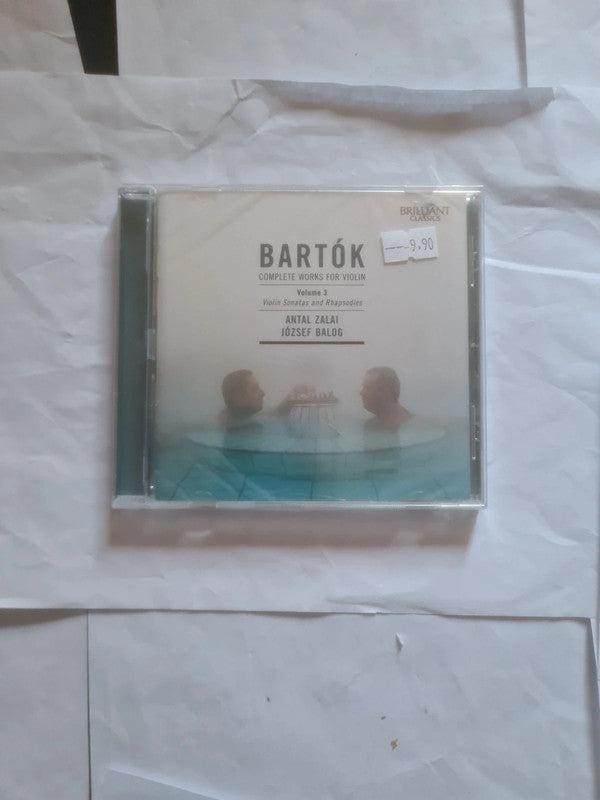 BRILLIANT
CLASSICS
BARTÓK
COMPLETE WORKS FOR VIOLIN
Volume 3
Violin Sonatas and Rhapsodies
ANTAL ZALAI
JÓZSEF BALOG
---9.90